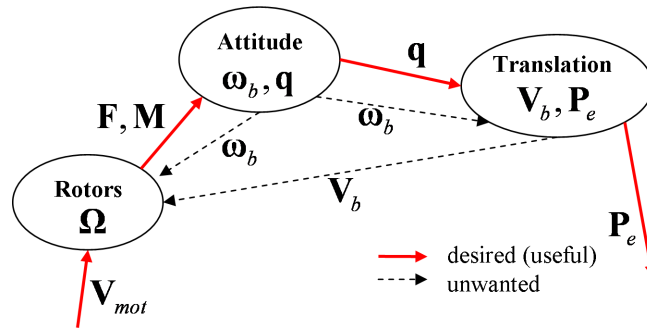 Attitude
ω_b, q
q
Translation
V_b, P_e
F, M
ω_b
ω_b
Rotors
Ω
V_b
P_e
desired (useful)
unwanted
V_mot